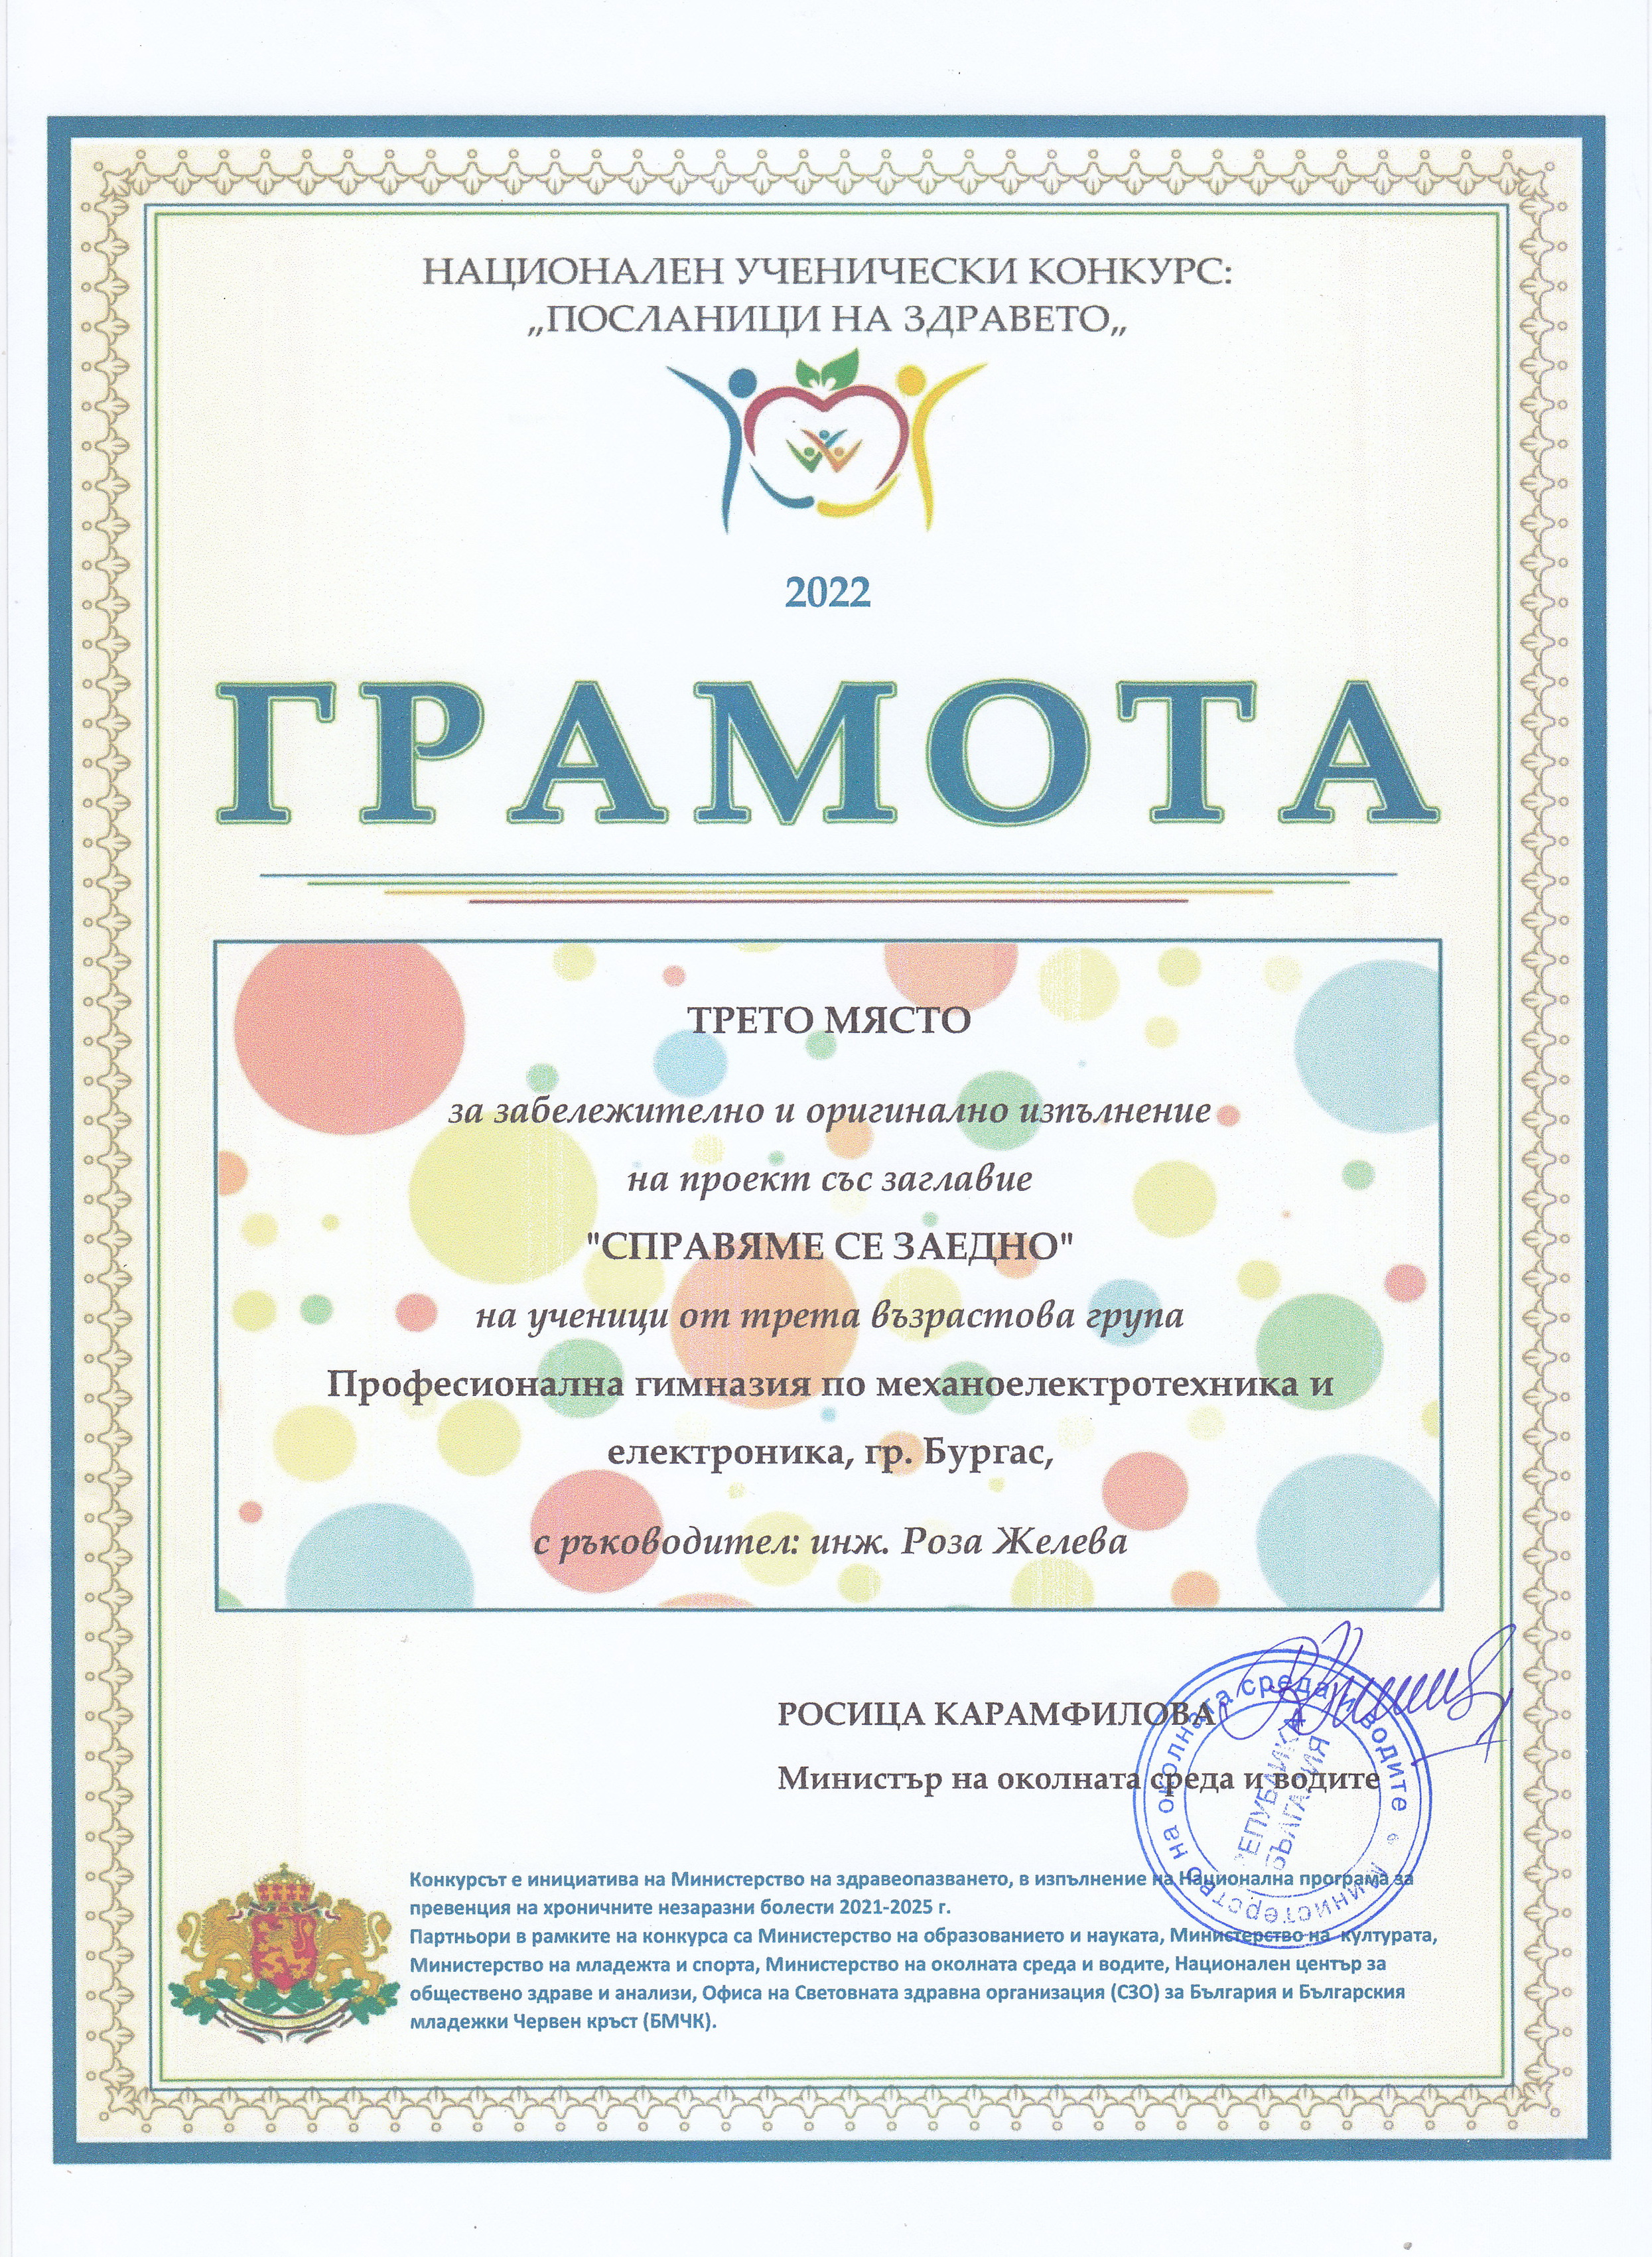 НАЦИОНАЛЕН УЧЕНИЧЕСКИ КОНКУРС:
„ПОСЛАНИЦИ НА ЗДРАВЕТО„
2022
ГРАМОТА
ТРЕТО МЯСТО
за забележително и оригинално изпълнение
на проект със заглавие
"СПРАВЯМЕ СЕ ЗАЕДНО"
на ученици от трета възрастова група
Професионална гимназия по механоелектротехника и
електроника, гр. Бургас,
с ръководител: инж. Роза Желева
РОСИЦА КАРАМФИЛОВА
Министър на околната среда и водите
Министерство на околната среда и водите
РЕПУБЛИКА
БЪЛГАРИЯ
Конкурсът е инициатива на Министерство на здравеопазването, в изпълнение на Национална програма за
превенция на хроничните незаразни болести 2021-2025 г.
Партньори в рамките на конкурса са Министерство на образованието и науката, Министерство на културата,
Министерство на младежта и спорта, Министерство на околната среда и водите, Национален център за
обществено здраве и анализи, Офиса на Световната здравна организация (СЗО) за България и Българския
младежки Червен кръст (БМЧК).